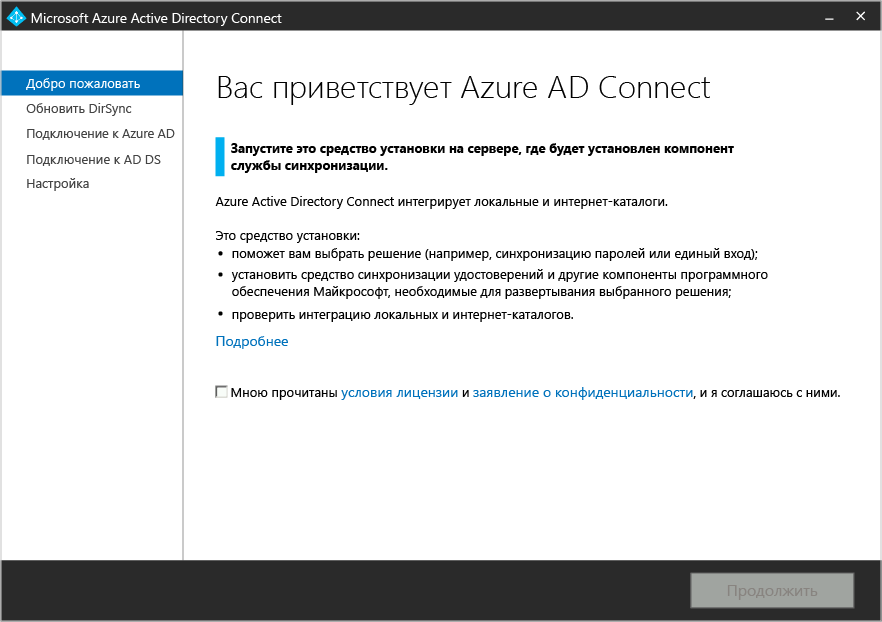 Microsoft Azure Active Directory Connect
Добро пожаловать
Обновить DirSync
Подключение к Azure AD
Подключение к AD DS
Настройка
Вас приветствует Azure AD Connect
Запустите это средство установки на сервере, где будет установлен компонент
службы синхронизации.
Azure Active Directory Connect интегрирует локальные и интернет-каталоги.
Это средство установки:
• поможет вам выбрать решение (например, синхронизацию паролей или единый вход);
• установить средство синхронизации удостоверений и другие компоненты программного
обеспечения Майкрософт, необходимые для развертывания выбранного решения;
• проверить интеграцию локальных и интернет-каталогов.
Подробнее
Мною прочитаны условия лицензии и заявление о конфиденциальности, и я соглашаюсь с ними.
Продолжить